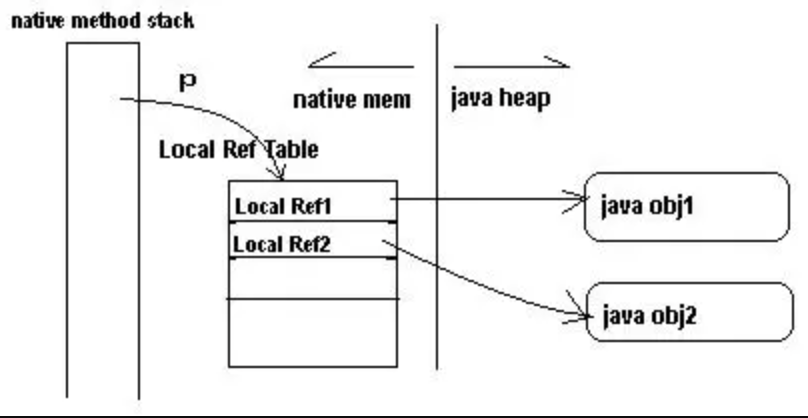 native method stack
p
native mem
java heap
Local Ref Table
Local Ref1
Local Ref2
java obj1
java obj2